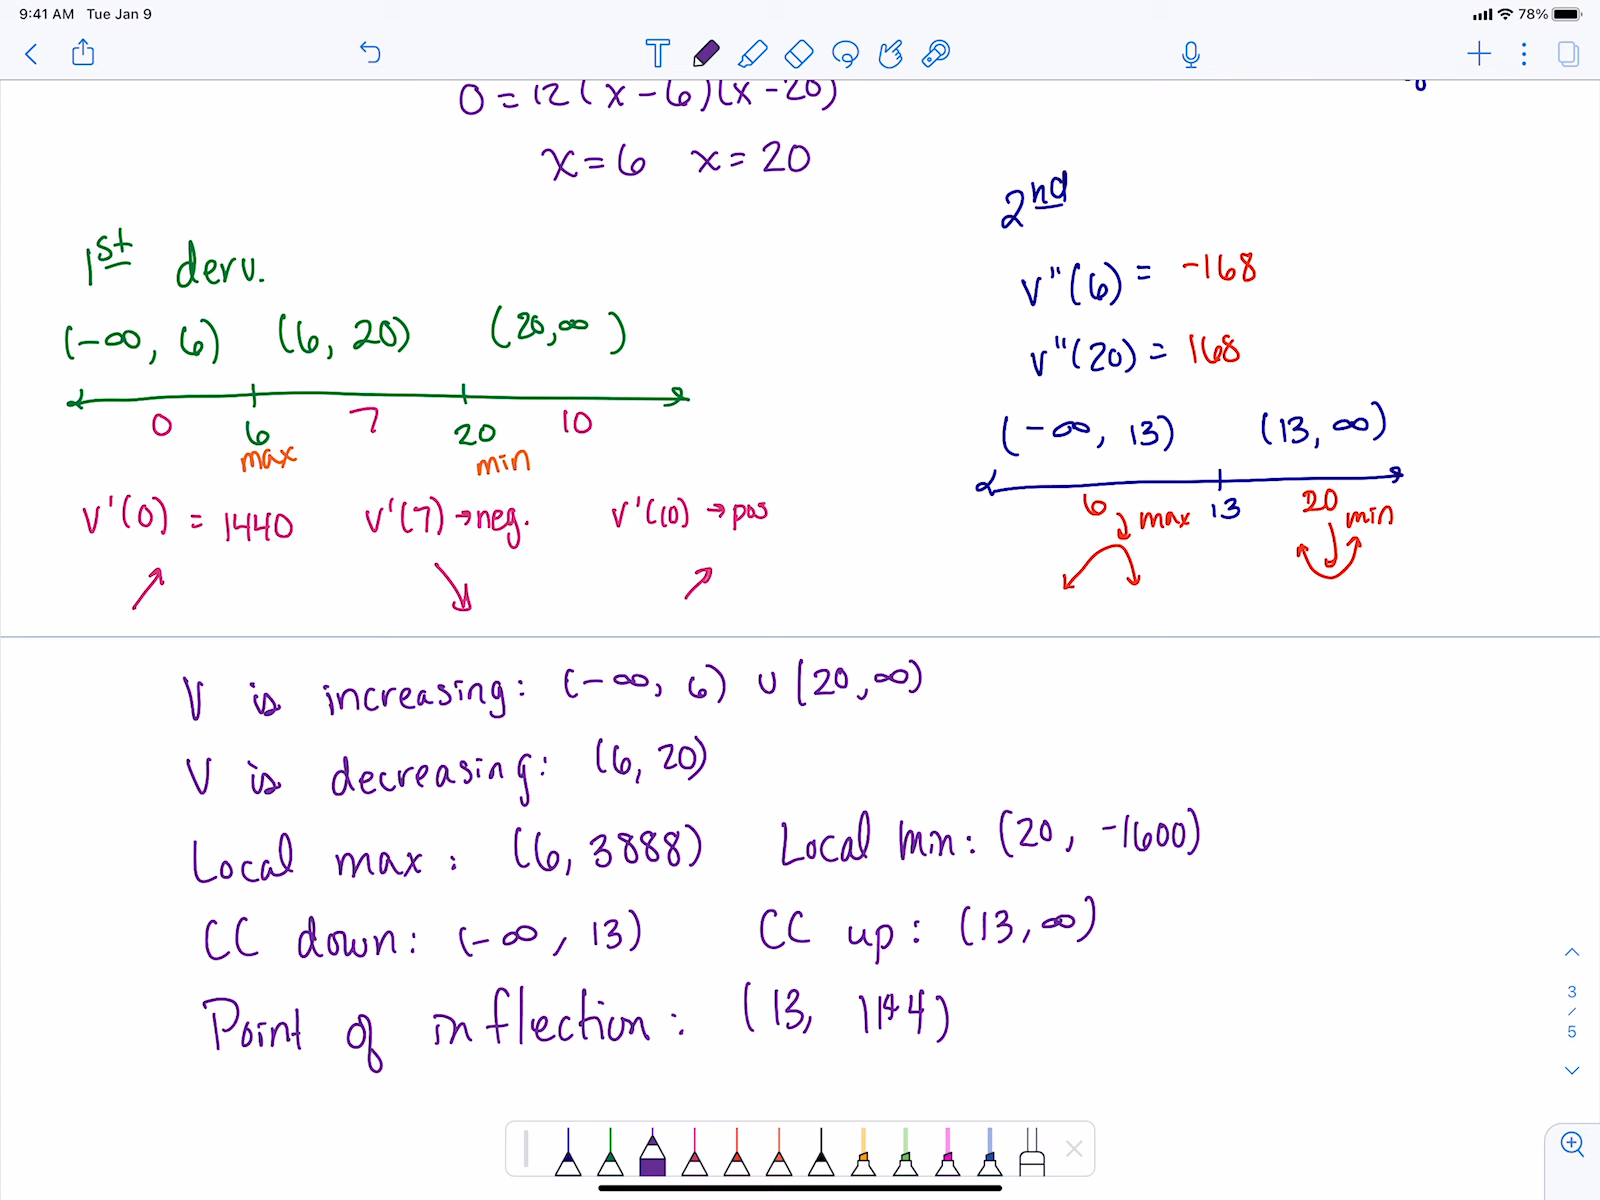 9:41 AM Tue Jan 9 78%
0 = 12(x-6)(x-20)
x = 6 x = 20
1st derv.
(-∞, 6) (6, 20) (20, ∞)
0 6 7 20 10
max min
v'(0) = 1440 v'(7) → neg. v'(10) → pos
2nd
v"(6) = -168
v"(20) = 168
(-∞, 13) (13, ∞)
6 13 20
max min
V is increasing: (-∞, 6) ∪ (20, ∞)
V is decreasing: (6, 20)
Local max: (6, 3888) Local min: (20, -1600)
CC down: (-∞, 13) CC up: (13, ∞)
Point of inflection: (13, 1144)
3
/
5